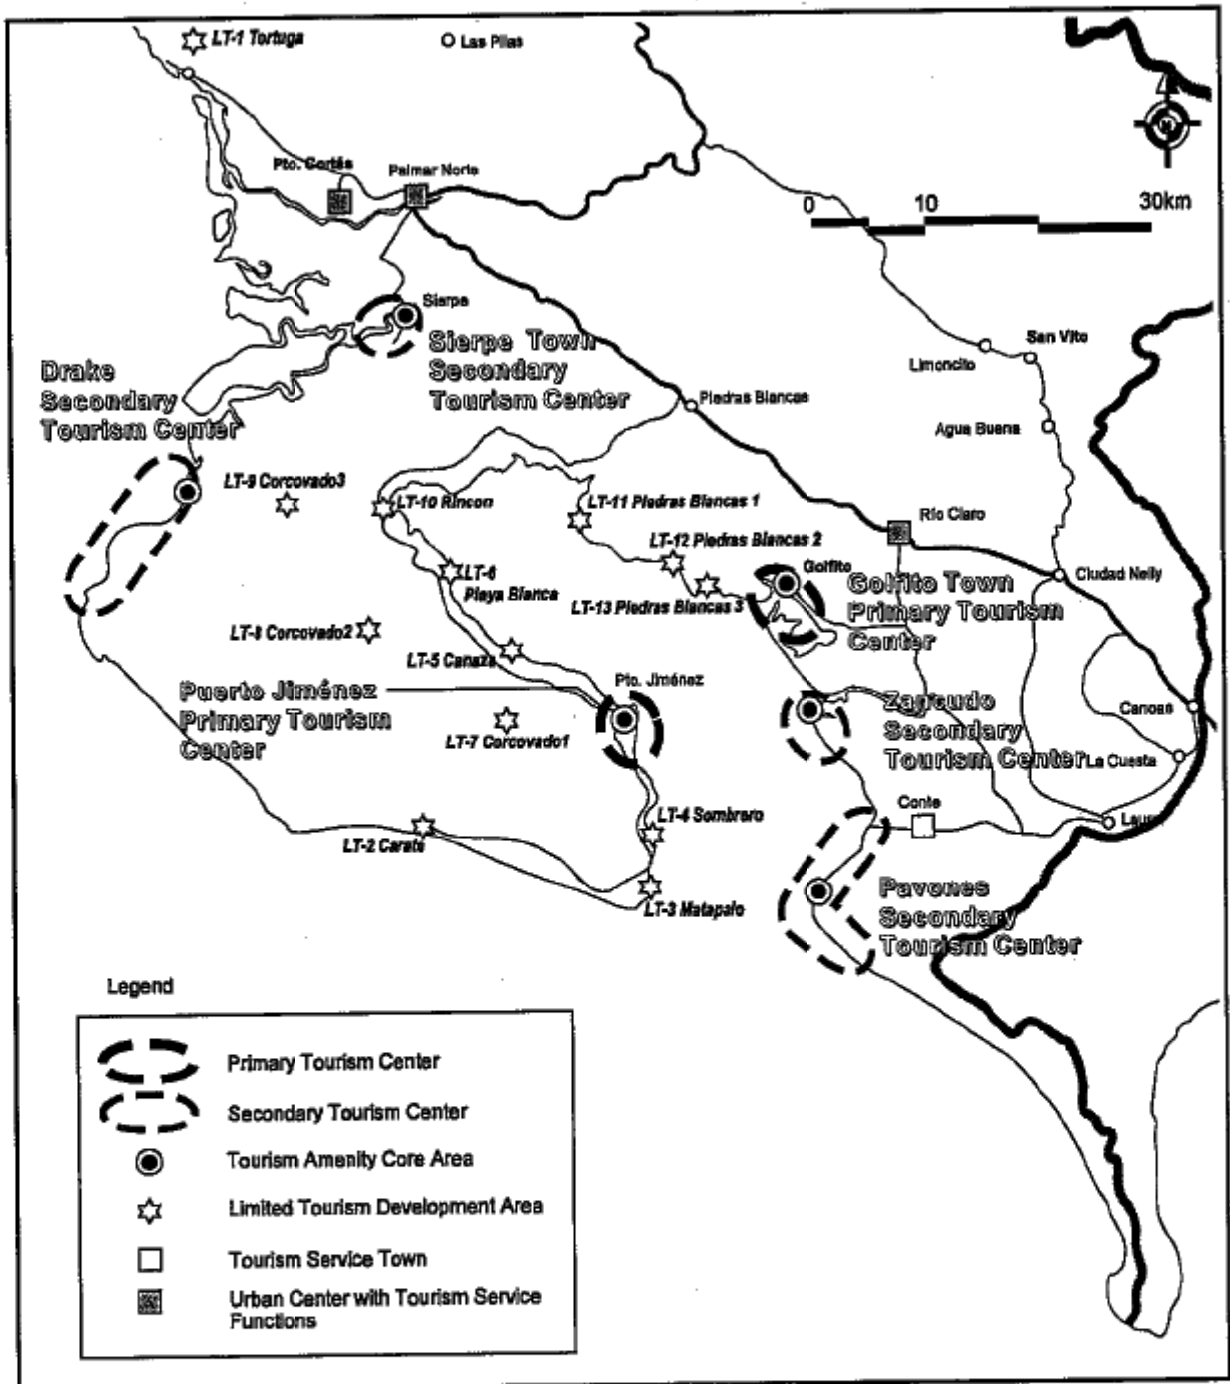 LT-1 Tortuga
Las Pilas
Pto. Cortés
Palmar Norte
0
10
30km
N
Sierpe
Sierpe Town
Secondary
Tourism Center
San Vito
Limoncito
Drake
Secondary
Tourism Center
Piedras Blancas
Agua Buena
LT-9 Corcovado3
LT-10 Rincon
LT-11 Piedras Blancas 1
Río Claro
LT-12 Piedras Blancas 2
LT-6
Playa Blanca
Golfito
Ciudad Nelly
Golfito Town
Primary Tourism
Center
LT-13 Piedras Blancas 3
LT-8 Corcovado2
LT-5 Canaza
Pto. Jiménez
Puerto Jiménez
Primary Tourism
Center
LT-7 Corcovado1
Zancudo
Secondary
Tourism Center
Canoas
La Cuesta
Conte
LT-4 Sombrero
LT-2 Carate
LT-3 Matapalo
Pavones
Secondary
Tourism Center
Legend
Primary Tourism Center
Secondary Tourism Center
Tourism Amenity Core Area
Limited Tourism Development Area
Tourism Service Town
Urban Center with Tourism Service
Functions